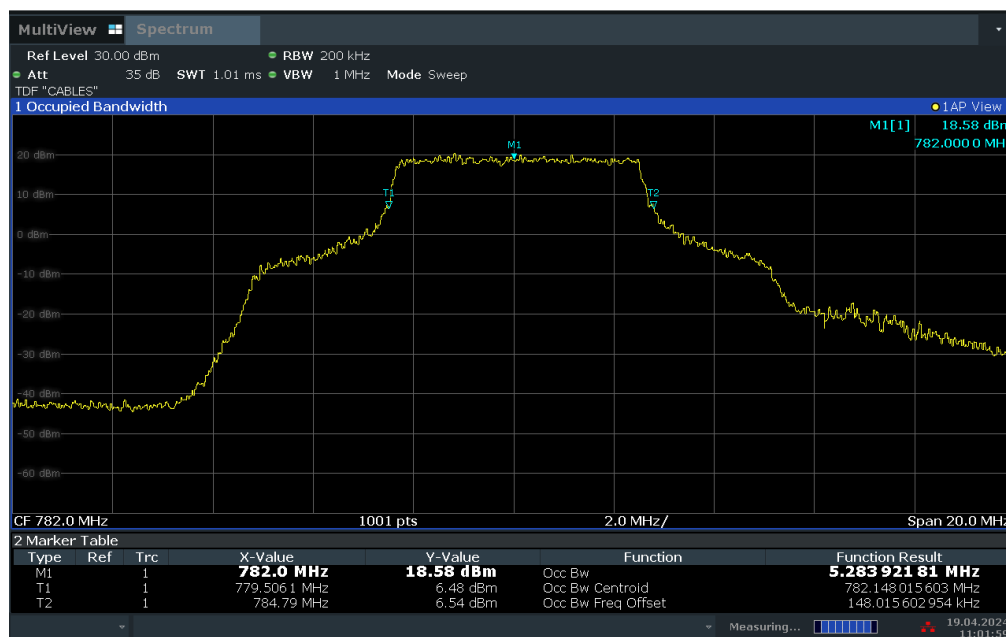 MultiView Spectrum
Ref Level 30.00 dBm RBW 200 kHz
Att 35 dB SWT 1.01 ms VBW 1 MHz Mode Sweep
TDF "CABLES"
1 Occupied Bandwidth 1AP View
M1[1] 18.58 dBm
782.000 0 MH
M1
20 dBm
T1 T2
10 dBm
0 dBm
-10 dBm
-20 dBm
-30 dBm
-40 dBm
-50 dBm
-60 dBm
CF 782.0 MHz 1001 pts 2.0 MHz/ Span 20.0 MHz
2 Marker Table
Type Ref Trc X-Value Y-Value Function Function Result
M1 1 782.0 MHz 18.58 dBm Occ Bw 5.283 921 81 MHz
T1 1 779.5061 MHz 6.48 dBm Occ Bw Centroid 782.148 015 603 MHz
T2 1 784.79 MHz 6.54 dBm Occ Bw Freq Offset 148.015 602 954 kHz
Measuring...